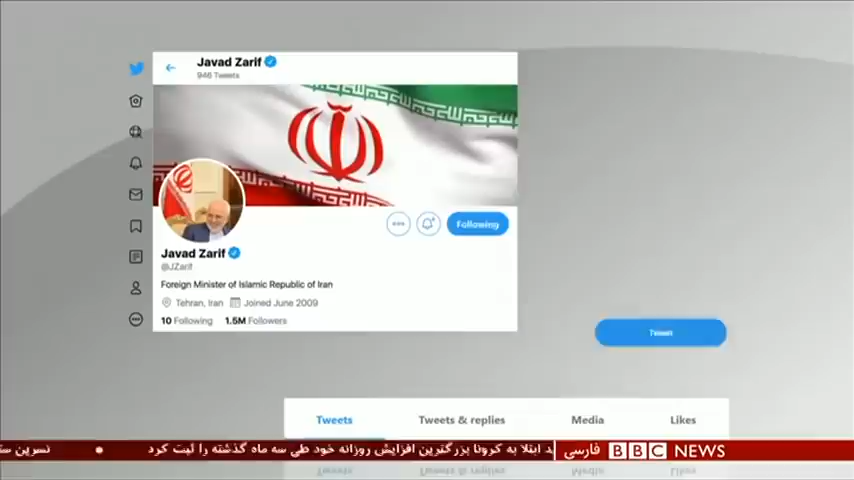 Javad Zarif
946 Tweets
Following
Javad Zarif
@JZarif
Foreign Minister of Islamic Republic of Iran
Tehran, Iran Joined June 2009
10 Following 1.5M Followers
Tweet
Tweets Tweets & replies Media Likes
ابتلا به کرونا بزرگترین افزایش روزانه خود طی سه ماه گذشته را ثبت کرد • نسرین
BBC NEWS فارسی